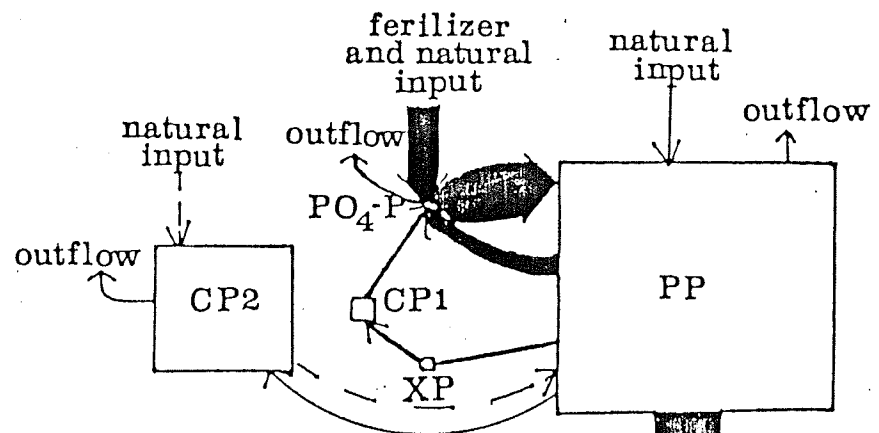 ferilizer
and natural
input
natural
input
outflow
natural
input
outflow
PO4-P
outflow
CP2
CP1
PP
XP